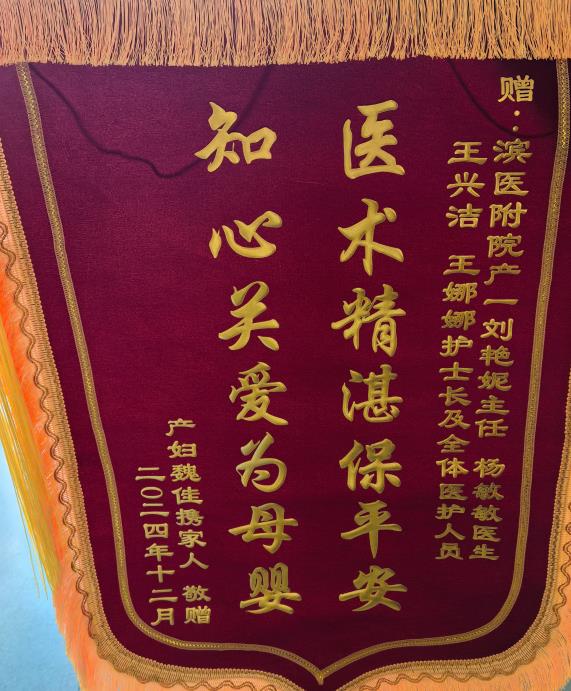 赠：滨医附院产一刘艳妮主任 杨敏敏医生
王兴洁 王娜娜护士长及全体医护人员
医术精湛保平安
知心关爱为母婴
产妇魏佳携家人 敬赠
二〇二四年十二月